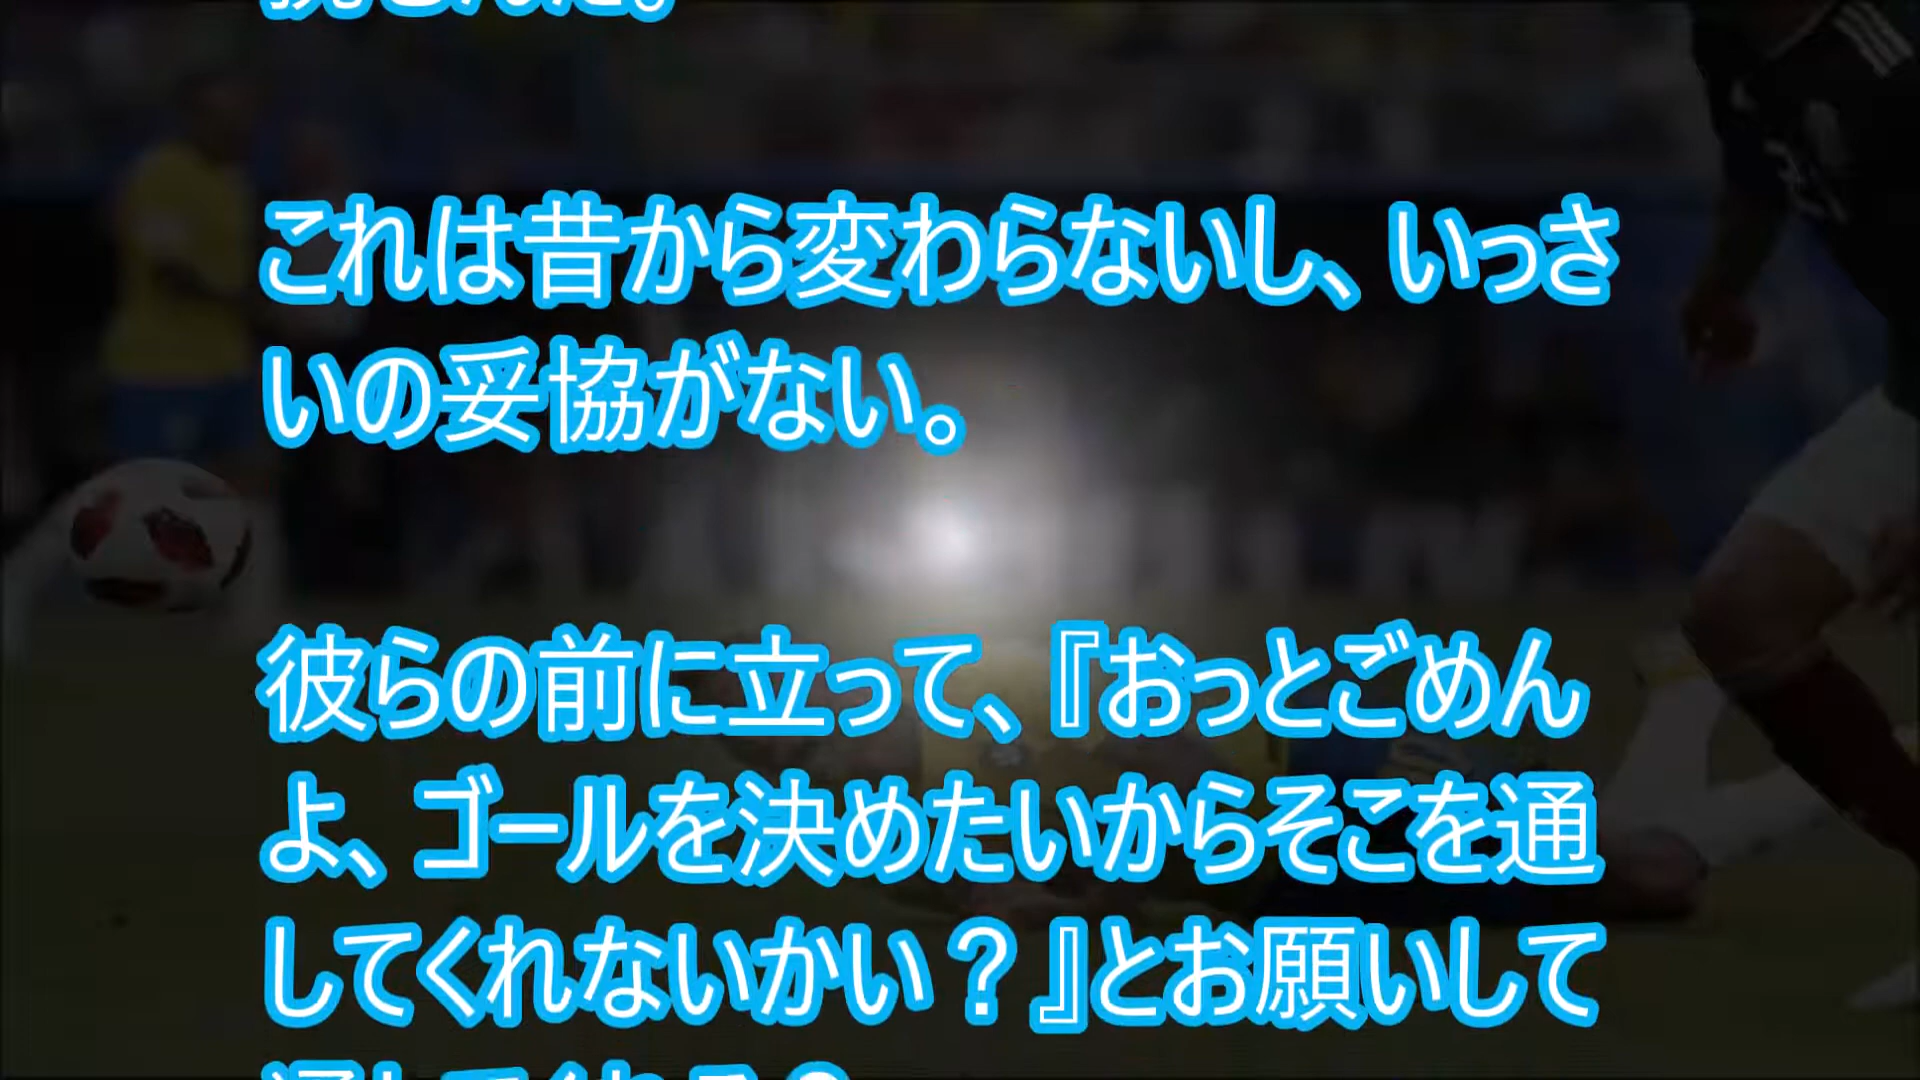 これは昔から変わらないし、いっさ
いの妥協がない。
彼らの前に立って、『おっとごめん
よ、ゴールを決めたいからそこを通
してくれないかい？』とお願いして